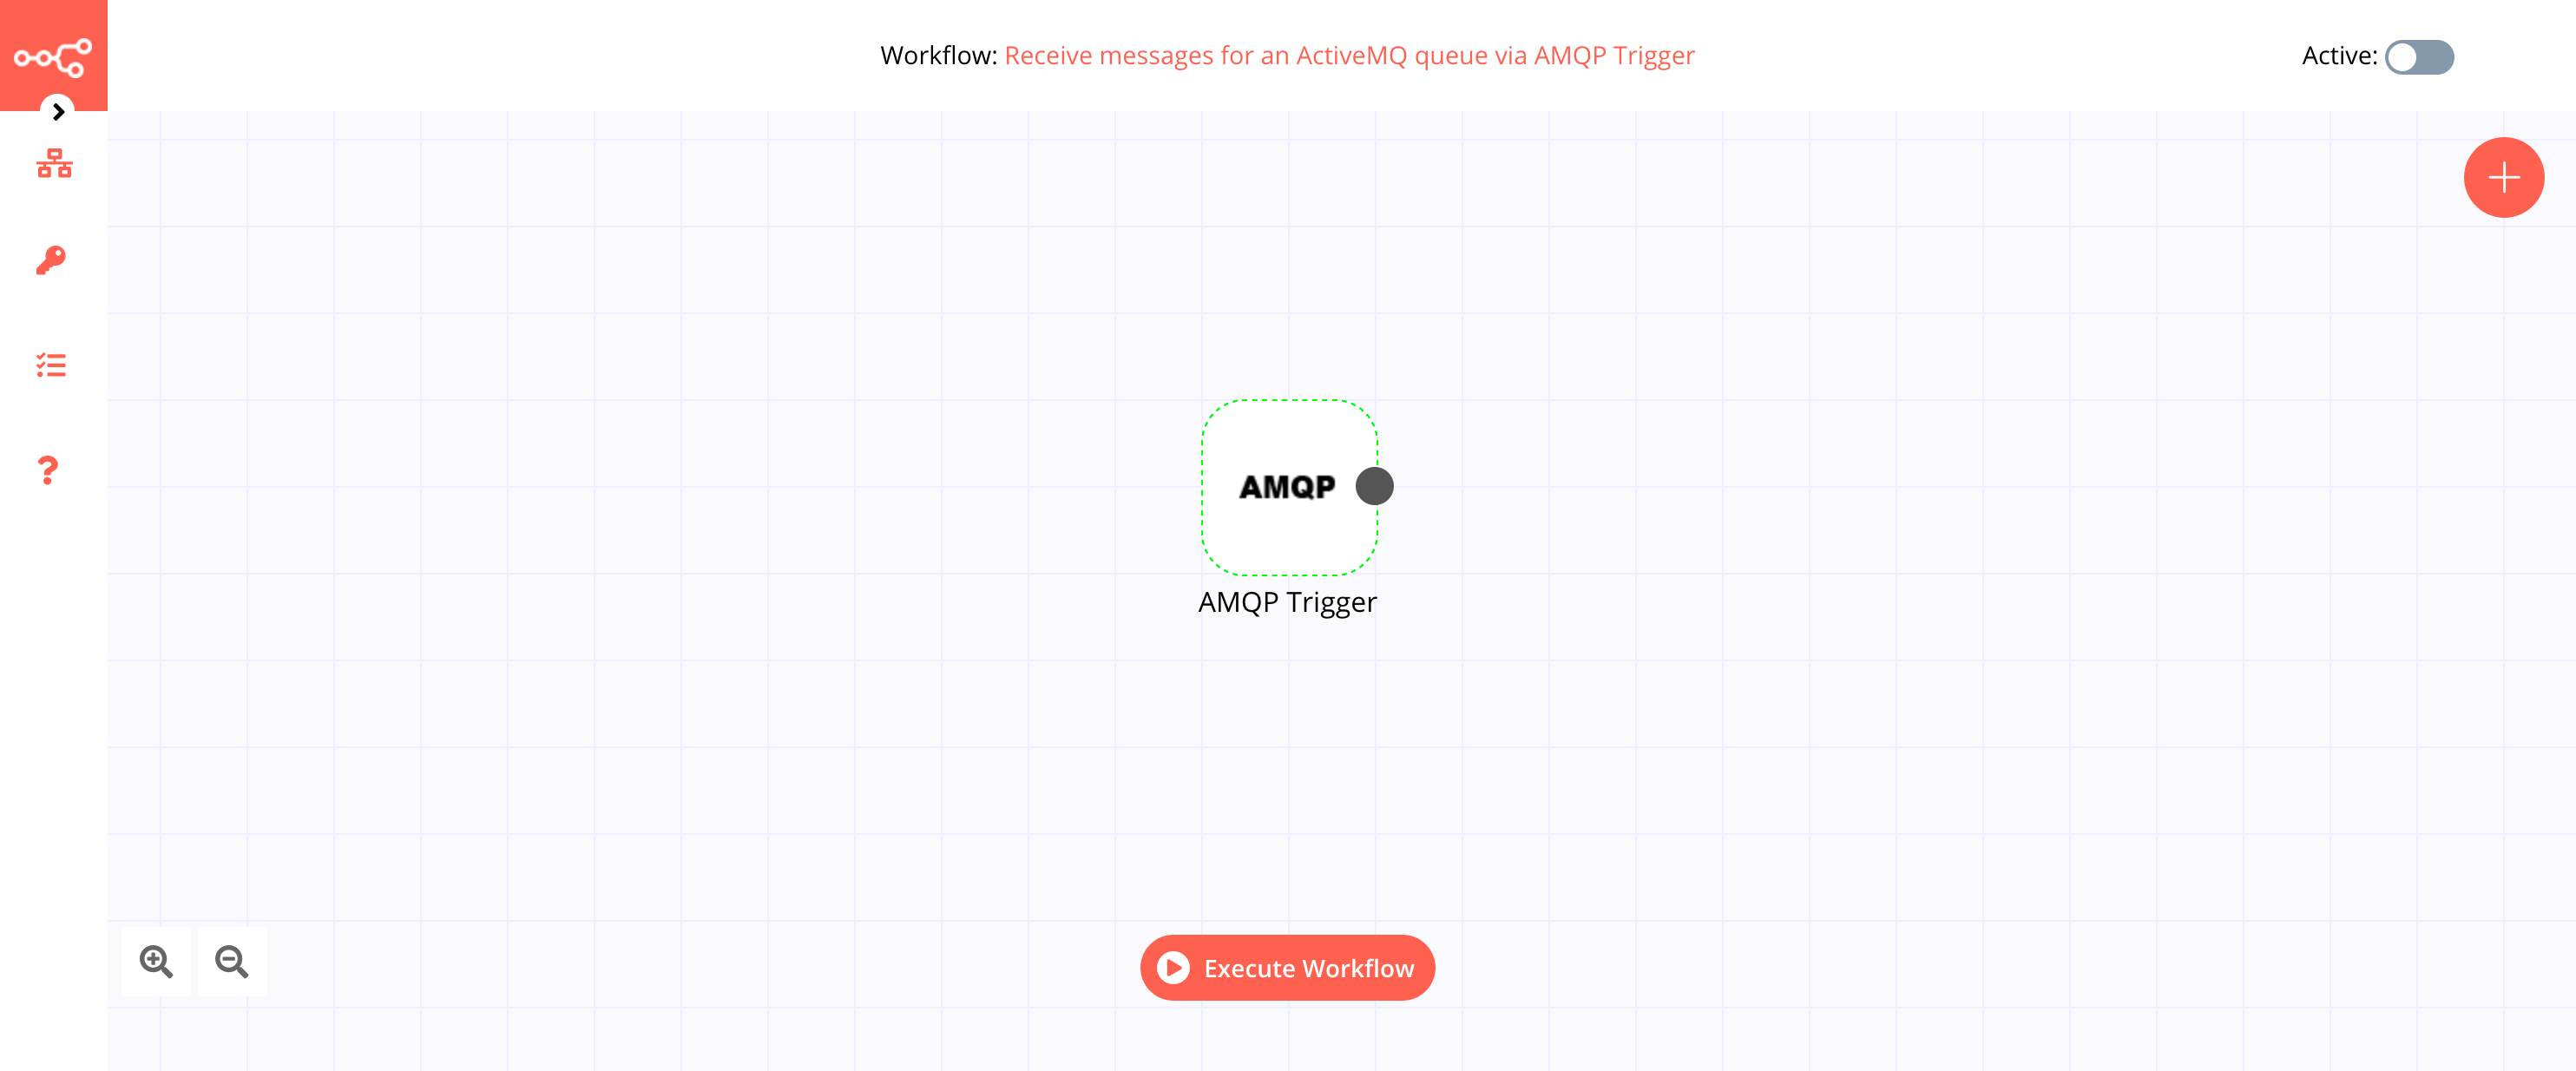 Workflow: Receive messages for an ActiveMQ queue via AMQP Trigger
Active:
AMQP
AMQP Trigger
Execute Workflow